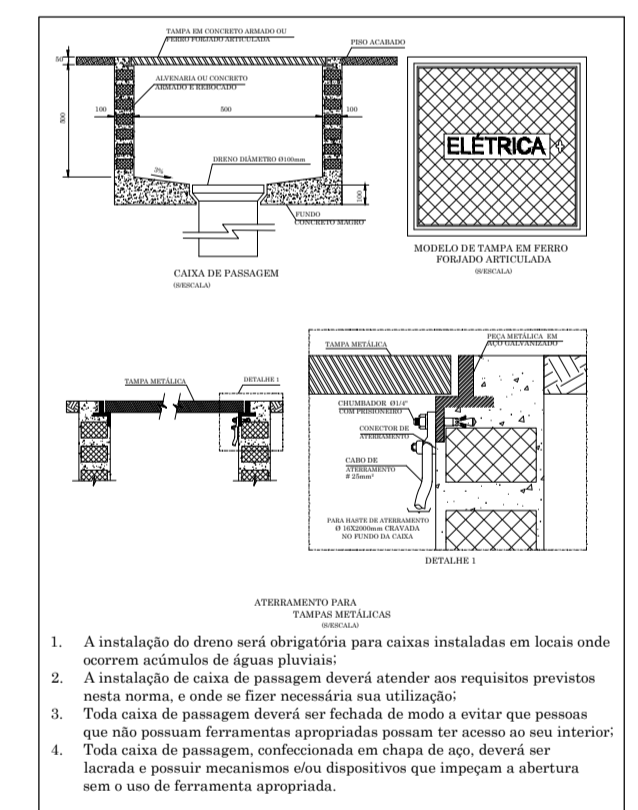 TAMPA EM CONCRETO ARMADO OU
FERRO FORJADO ARTICULADA
PISO ACABADO
50
ALVENARIA OU CONCRETO
ARMADO E REBOCADO
100
500
100
500
DRENO DIÂMETRO Ø100mm
3%
100
FUNDO
CONCRETO MAGRO
CAIXA DE PASSAGEM
(S/ESCALA)
ELÉTRICA
MODELO DE TAMPA EM FERRO
FORJADO ARTICULADA
(S/ESCALA)
TAMPA METÁLICA
DETALHE 1
TAMPA METÁLICA
PEÇA METÁLICA EM
AÇO GALVANIZADO
CHUMBADOR Ø1/4"
COM PRISIONEIRO
CONECTOR DE
ATERRAMENTO
CABO DE
ATERRAMENTO
# 25mm²
PARA HASTE DE ATERRAMENTO
Ø 16X2000mm CRAVADA
NO FUNDO DA CAIXA
DETALHE 1
ATERRAMENTO PARA
TAMPAS METÁLICAS
(S/ESCALA)
1. A instalação do dreno será obrigatória para caixas instaladas em locais onde
ocorrem acúmulos de águas pluviais;
2. A instalação de caixa de passagem deverá atender aos requisitos previstos
nesta norma, e onde se fizer necessária sua utilização;
3. Toda caixa de passagem deverá ser fechada de modo a evitar que pessoas
que não possuam ferramentas apropriadas possam ter acesso ao seu interior;
4. Toda caixa de passagem, confeccionada em chapa de aço, deverá ser
lacrada e possuir mecanismos e/ou dispositivos que impeçam a abertura
sem o uso de ferramenta apropriada.